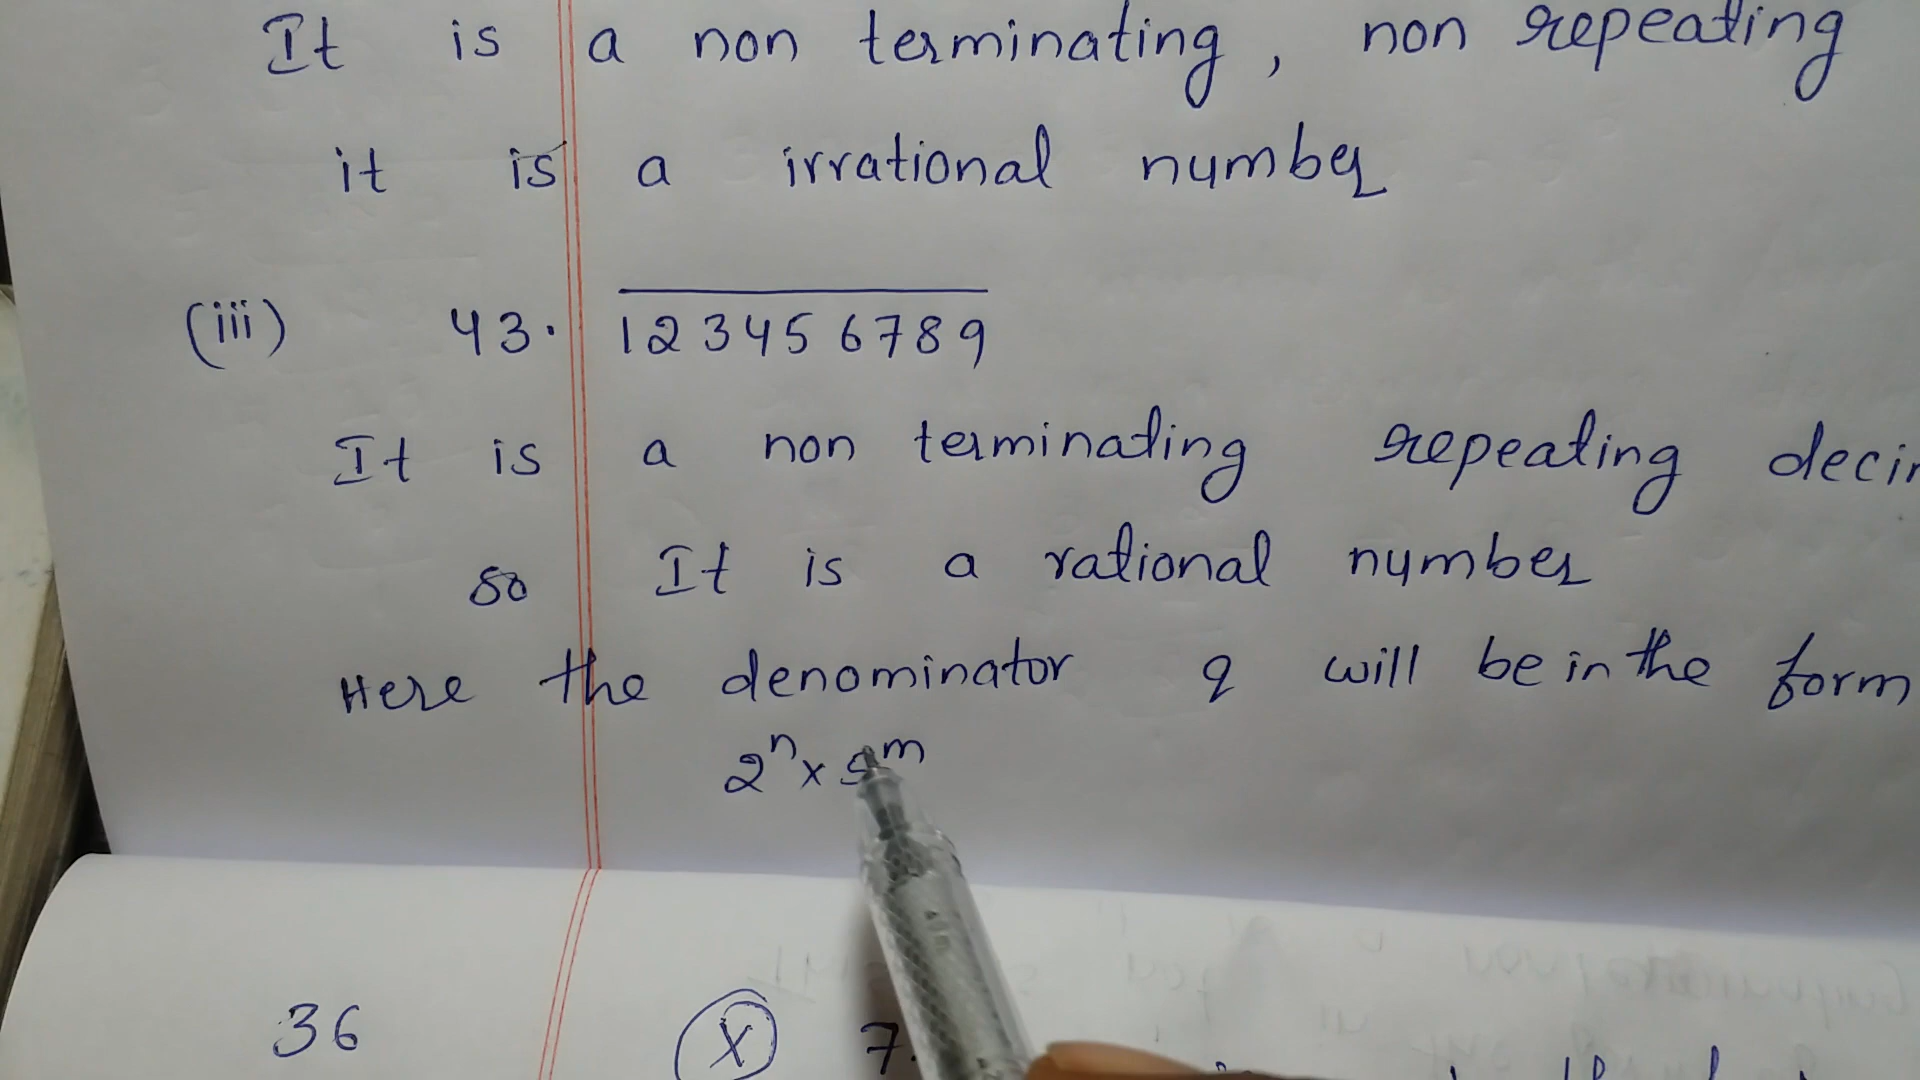 It is a non terminating, non repeating
it is a irrational number
(iii) 43. 123456789
It is a non terminating repeating
so It is a rational number
Here the denominator q will be in the form
2ⁿ x 5ᵐ
36 (X) 7.